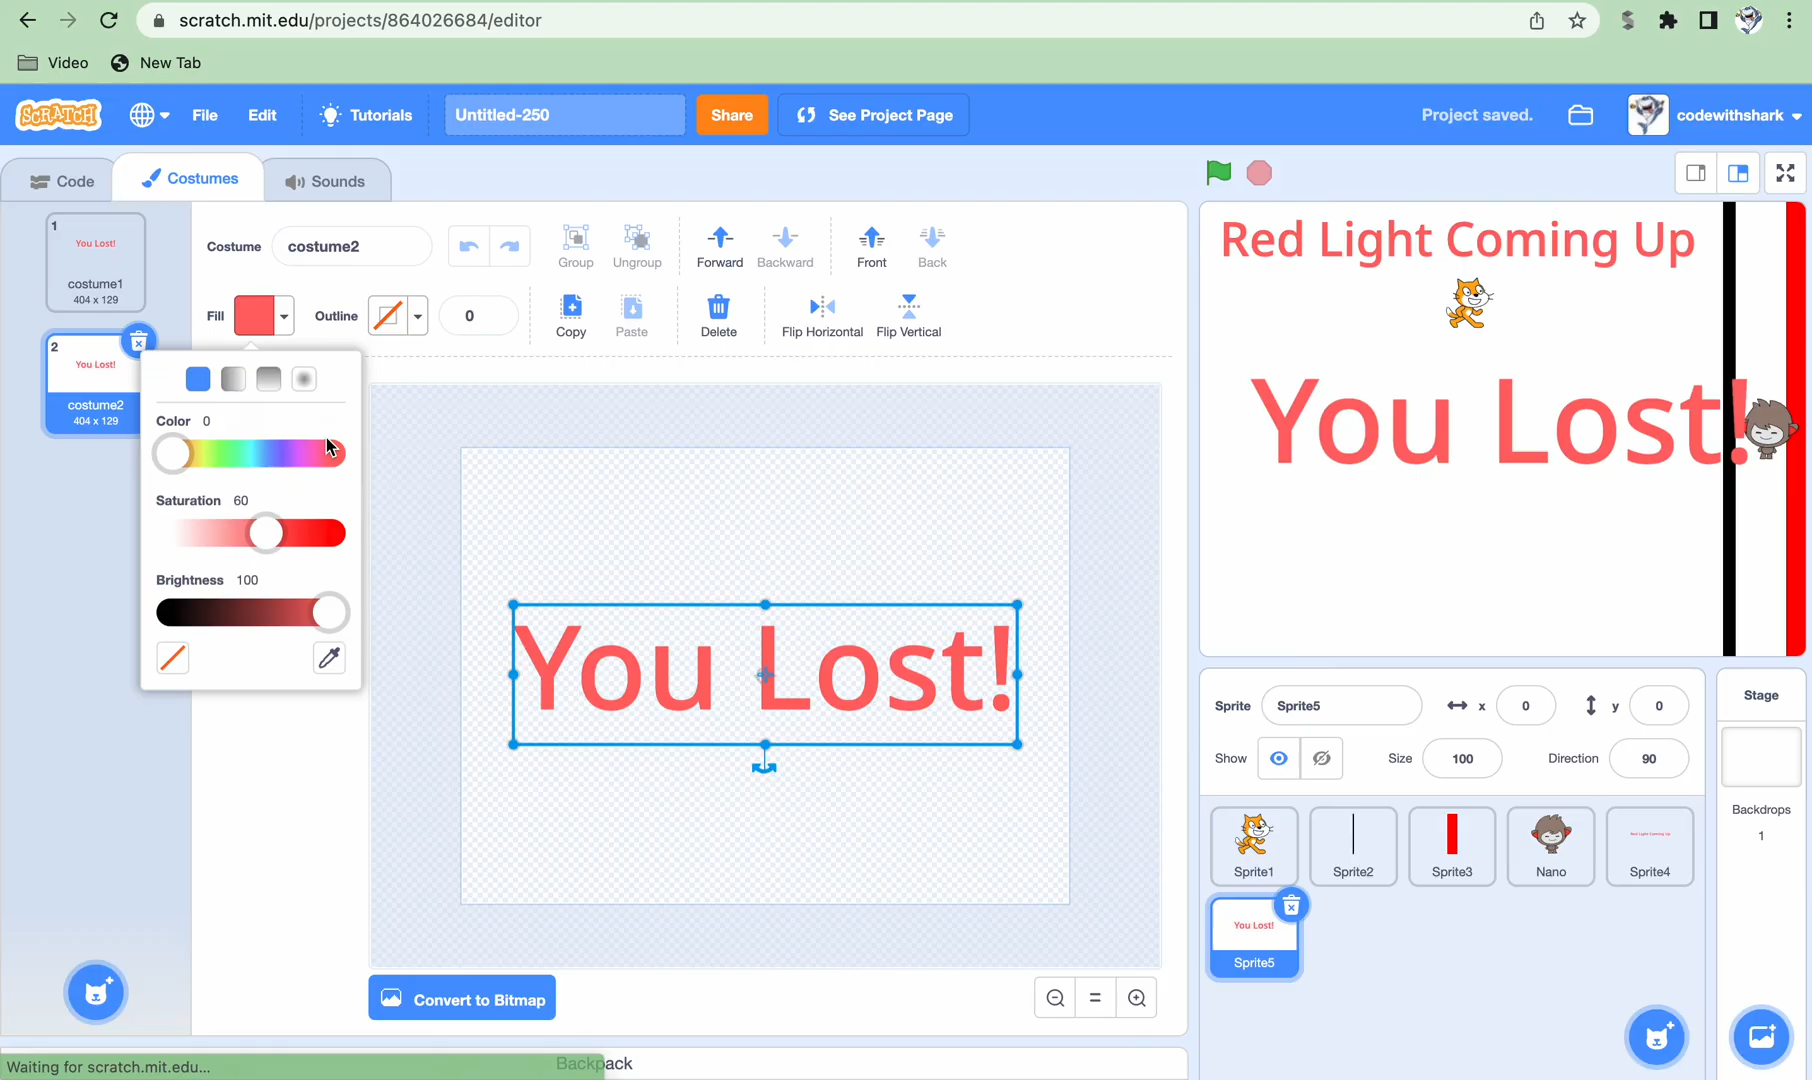 scratch.mit.edu/projects/864026684/editor
Video New Tab
SCRATCH File Edit Tutorials Untitled-250 Share See Project Page Project saved. codewithshark
Code Costumes Sounds
1
You Lost!
costume1
404 x 129
2
You Lost!
costume2
404 x 129
Costume costume2 Group Ungroup Forward Backward Front Back
Fill Outline 0 Copy Paste Delete Flip Horizontal Flip Vertical
Color 0
Saturation 60
Brightness 100
You Lost!
Convert to Bitmap
Backpack
Waiting for scratch.mit.edu...
Red Light Coming Up
You Lost!
Sprite Sprite5 x 0 y 0
Show Size 100 Direction 90
Sprite1 Sprite2 Sprite3 Nano Red Light Coming Up Sprite4
You Lost!
Sprite5
Stage
Backdrops
1